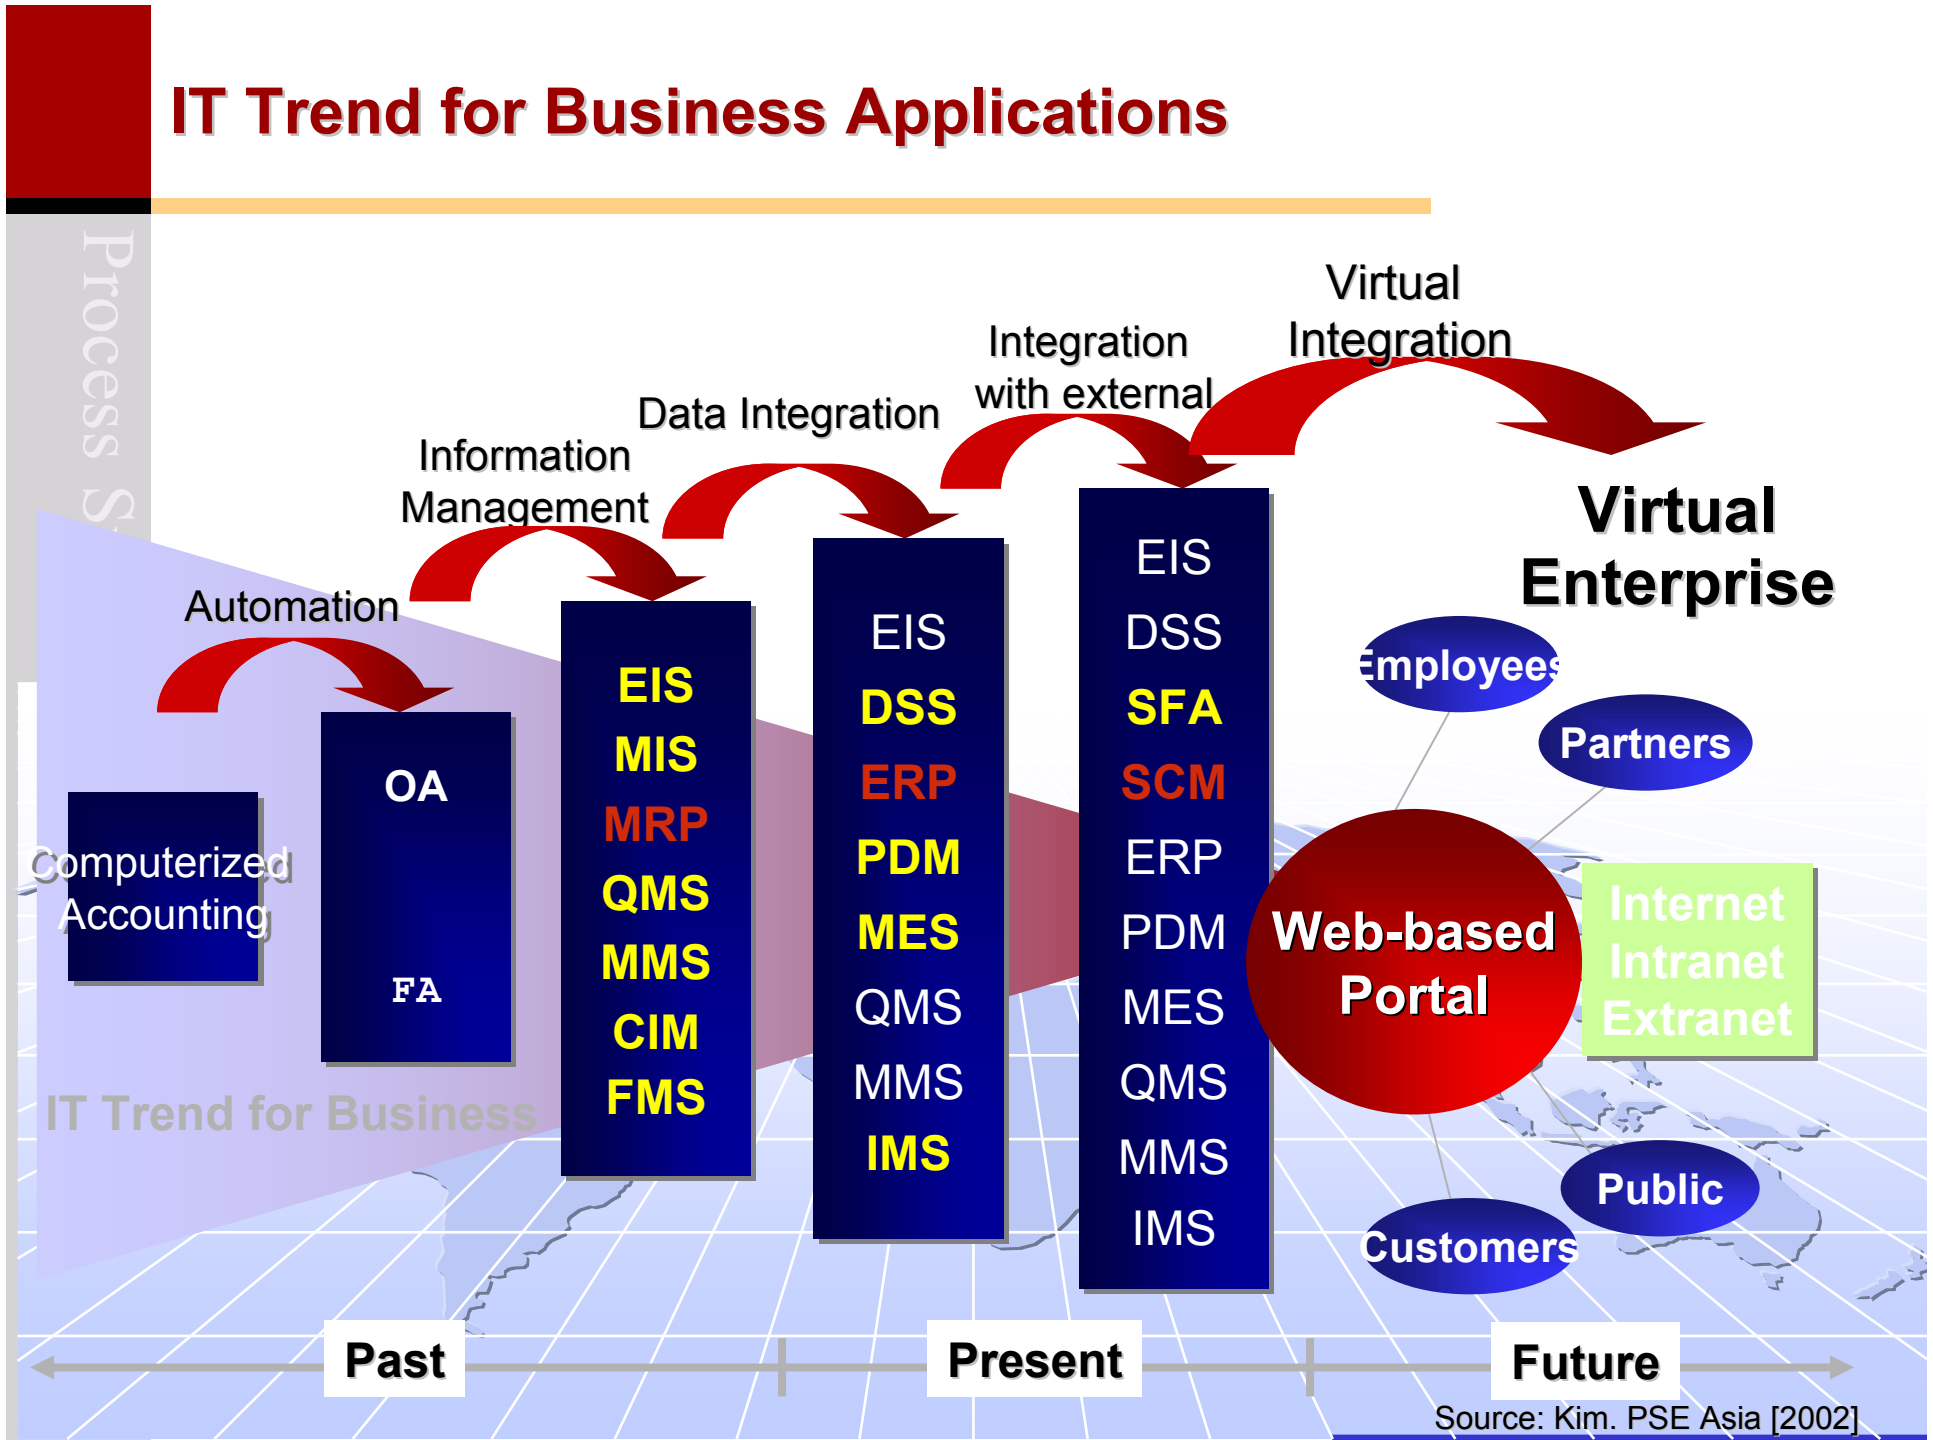 IT Trend for Business Applications
Process S
Virtual
Integration
Integration
with external
Data Integration
Information
Management
Automation
Computerized
Accounting
OA
FA
EIS
MIS
MRP
QMS
MMS
CIM
FMS
EIS
DSS
ERP
PDM
MES
QMS
MMS
IMS
EIS
DSS
SFA
SCM
ERP
PDM
MES
QMS
MMS
IMS
Virtual
Enterprise
Employees
Partners
Web-based
Portal
Internet
Intranet
Extranet
Public
Customers
IT Trend for Business
Past
Present
Future
Source: Kim. PSE Asia [2002]